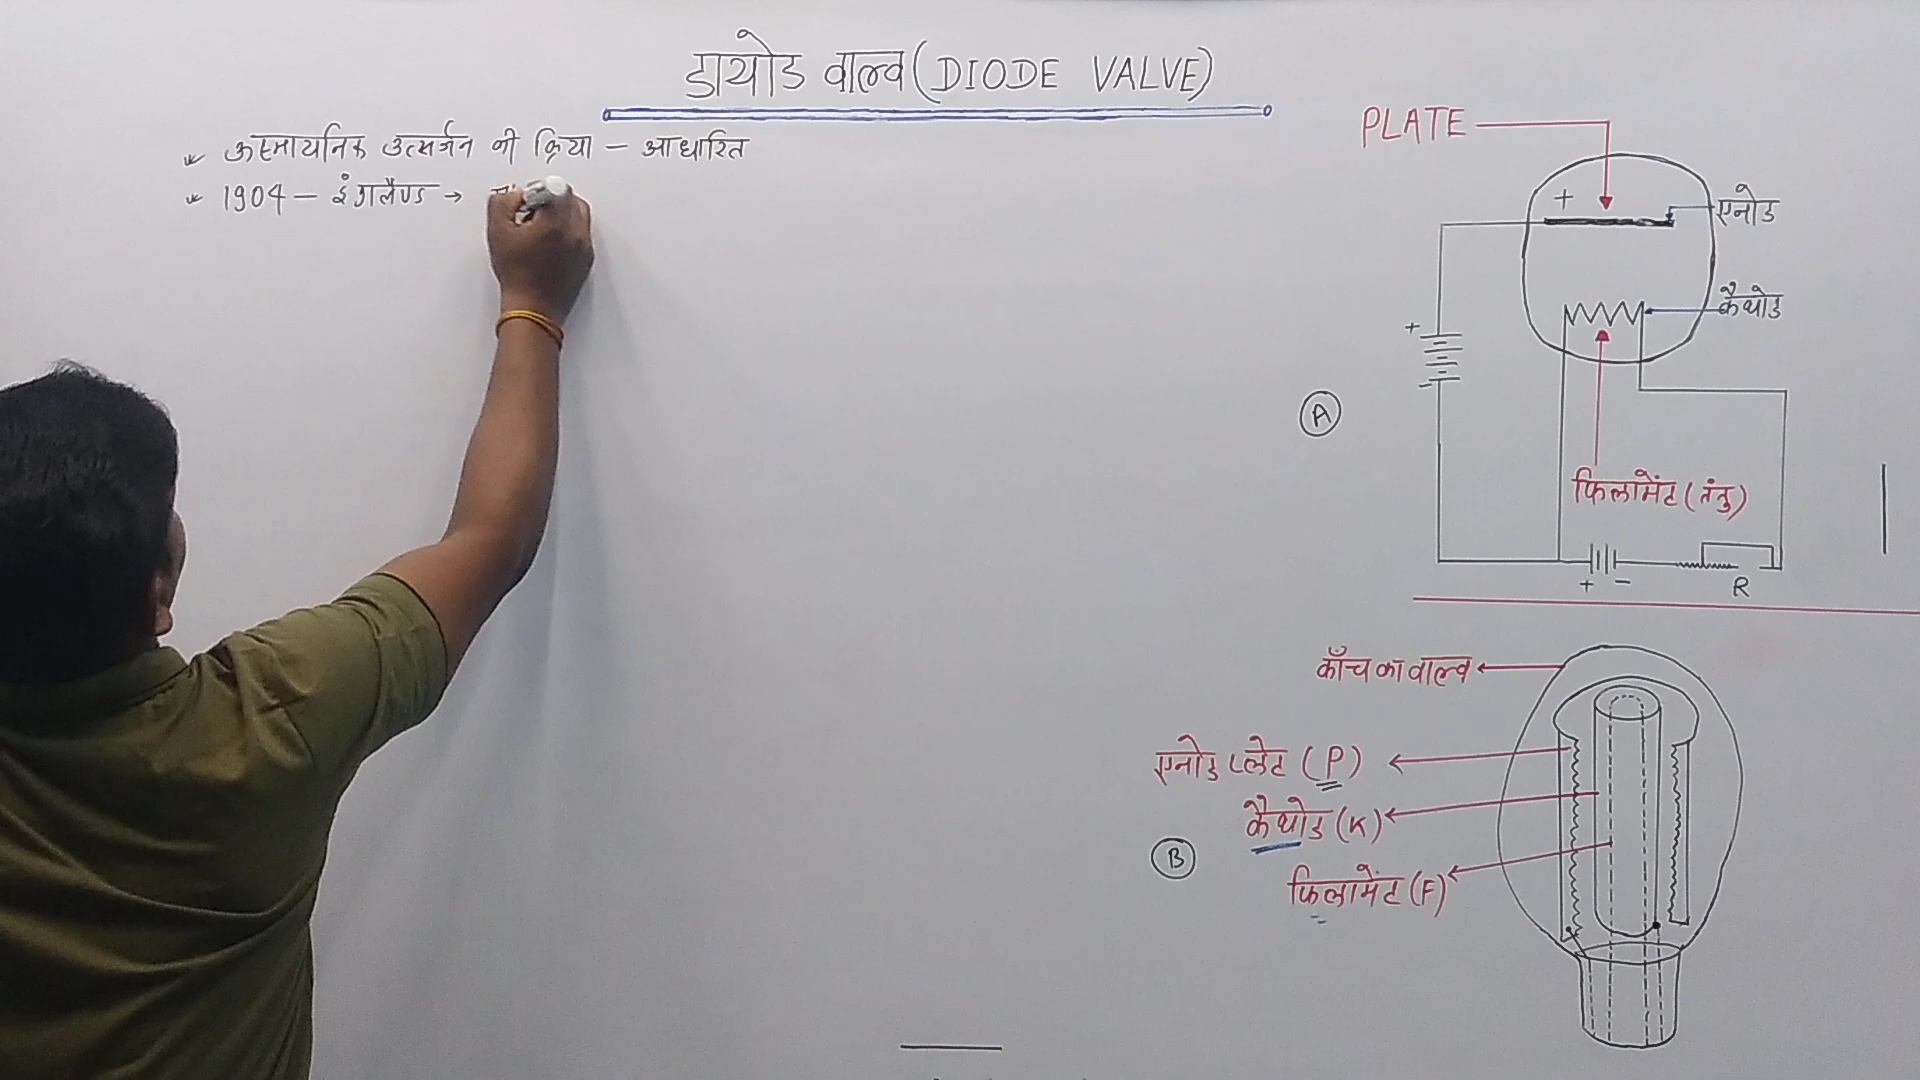 डायोड वाल्व (DIODE VALVE)
ऊष्मायनिक उत्सर्जन की क्रिया – आधारित
1904 – इंगलैण्ड →
PLATE
+
एनोड
कैथोड
+
-
A
फिलामेंट (तंतु)
+ -
R
काँच का वाल्व
एनोड प्लेट (P)
कैथोड (K)
B
फिलामेंट (F)